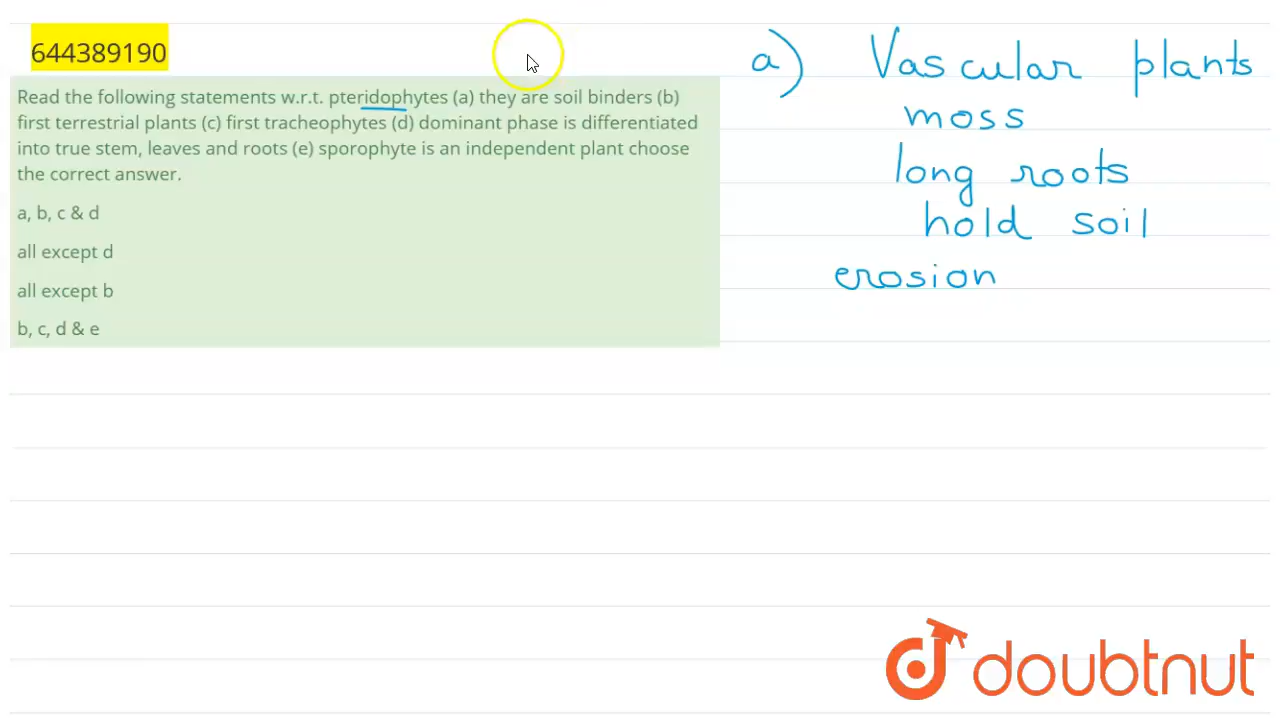 644389190
Read the following statements w.r.t. pteridophytes (a) they are soil binders (b)
first terrestrial plants (c) first tracheophytes (d) dominant phase is differentiated
into true stem, leaves and roots (e) sporophyte is an independent plant choose
the correct answer.
a, b, c & d
all except d
all except b
b, c, d & e
a) Vascular plants
moss
long roots
hold soil
erosion
doubtnut